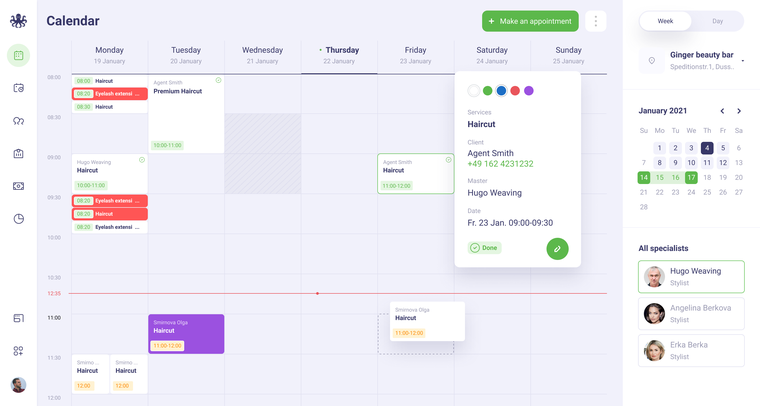 Calendar
+ Make an appointment
Week
Day
Monday
19 January
Tuesday
20 January
Wednesday
21 January
Thursday
22 January
Friday
23 January
Saturday
24 January
Sunday
25 January
08:00
08:30
09:00
09:30
10:00
10:30
12:35
11:00
11:30
12:00
08:00 Haircut
08:20 Eyelash extensi ...
08:30 Haircut
Hugo Weaving
Haircut
10:00-11:00
08:20 Eyelash extensi ...
08:20 Haircut
08:20 Eyelash extensi ...
Smirno...
Haircut
12:00
Smirno...
Haircut
12:00
Agent Smith
Premium Haircut
10:00-11:00
Smirnova Olga
Haircut
11:00-12:00
Agent Smith
Haircut
11:00-12:00
Smirnova Olga
Haircut
11:00-12:00
Services
Haircut
Client
Agent Smith
+49 162 4231232
Master
Hugo Weaving
Date
Fr. 23 Jan. 09:00-09:30
Done
Ginger beauty bar
Speditionstr.1, Duss..
January 2021
Su Mo Tu We Th Fr Sa
1 2 3 4 5 6
7 8 9 10 11 12 13
14 15 16 17 18 19 20
21 22 23 24 25 26 27
28
All specialists
Hugo Weaving
Stylist
Angelina Berkova
Stylist
Erka Berka
Stylist